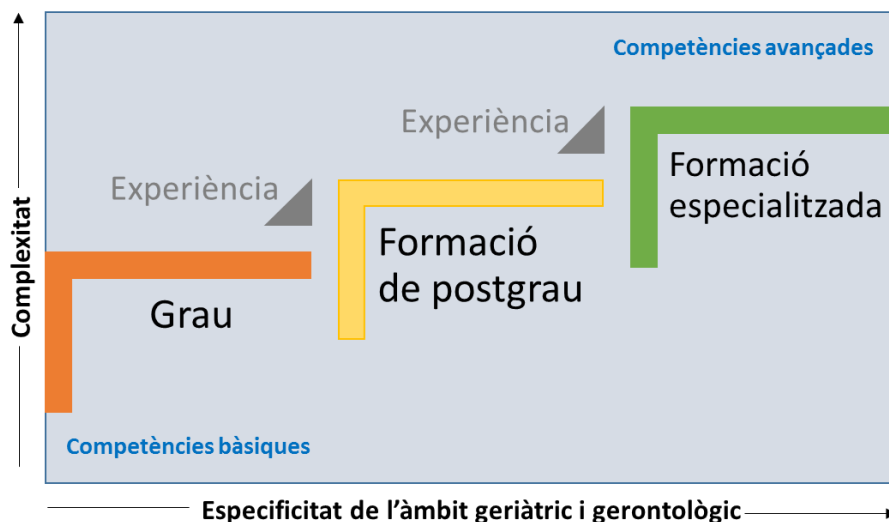 Competències avançades
Experiència
Formació
especialitzada
Experiència
Formació
de postgrau
Grau
Complexitat
Competències bàsiques
Especificitat de l'àmbit geriàtric i gerontològic